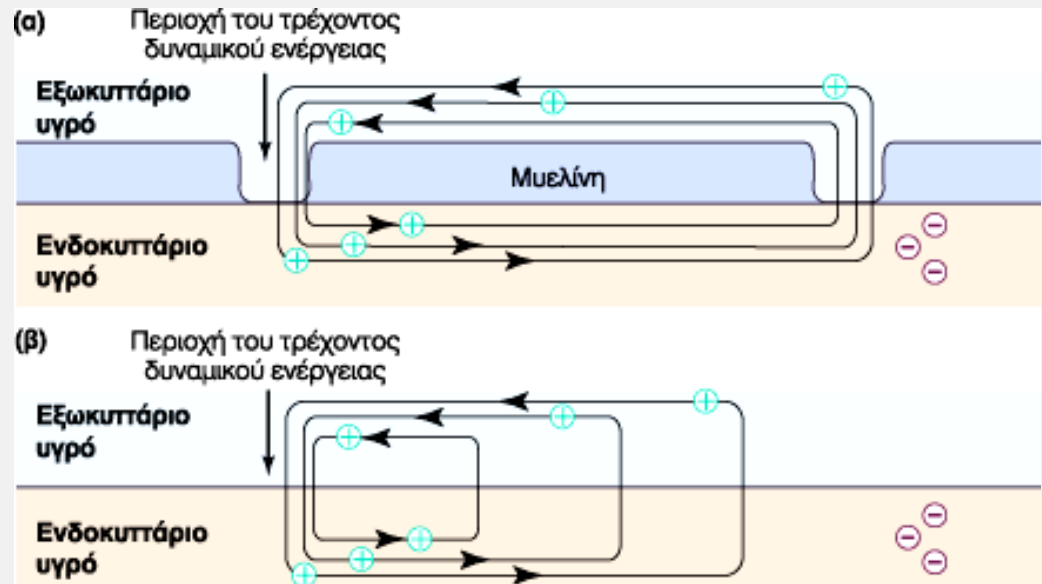 (α)
Περιοχή του τρέχοντος
δυναμικού ενέργειας
Εξωκυττάριο
υγρό
Μυελίνη
Ενδοκυττάριο
υγρό
(β)
Περιοχή του τρέχοντος
δυναμικού ενέργειας
Εξωκυττάριο
υγρό
Ενδοκυττάριο
υγρό